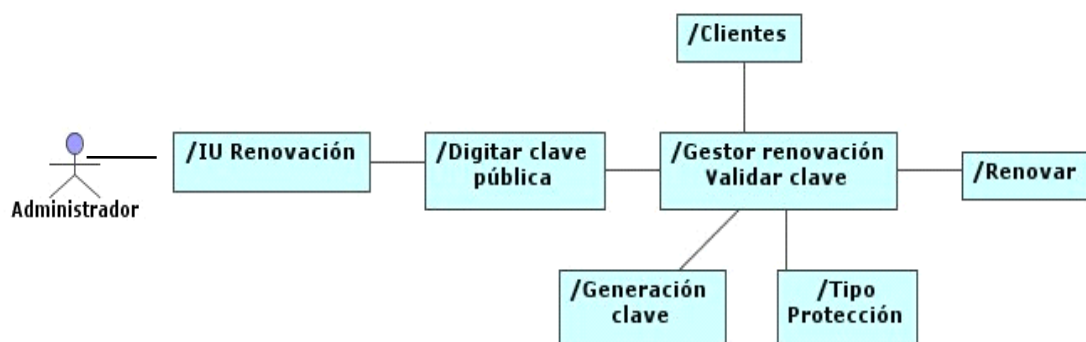 /Clientes
/IU Renovación
/Digitar clave
pública
/Gestor renovación
Validar clave
/Renovar
Administrador
/Generación
clave
/Tipo
Protección